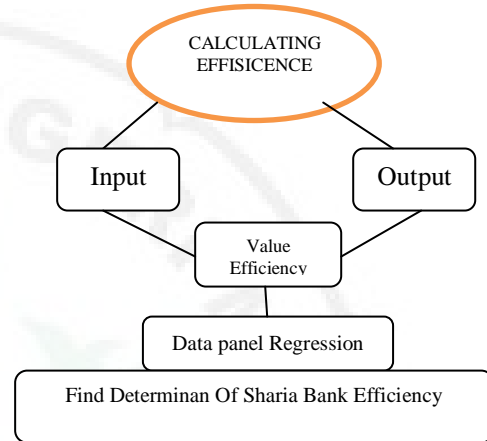 CALCULATING
EFFISICENCE
Input
Output
Value
Efficiency
Data panel Regression
Find Determinan Of Sharia Bank Efficiency